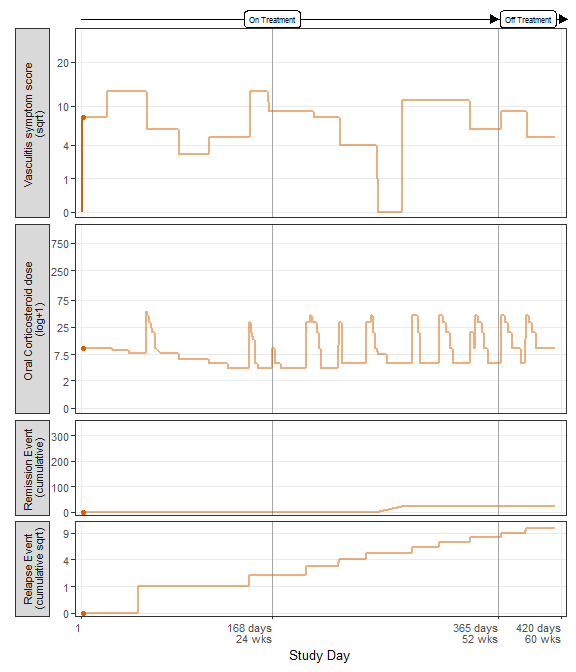 On Treatment
Off Treatment
Vasculitis symptom score
(sqrt)
20
10
4
1
0
Oral Corticosteroid dose
(log+1)
750
250
75
25
7.5
2
0
Remission Event
(cumulative)
300
200
100
0
Relapse Event
(cumulative sqrt)
9
4
1
0
1
168 days
24 wks
365 days
52 wks
420 days
60 wks
Study Day